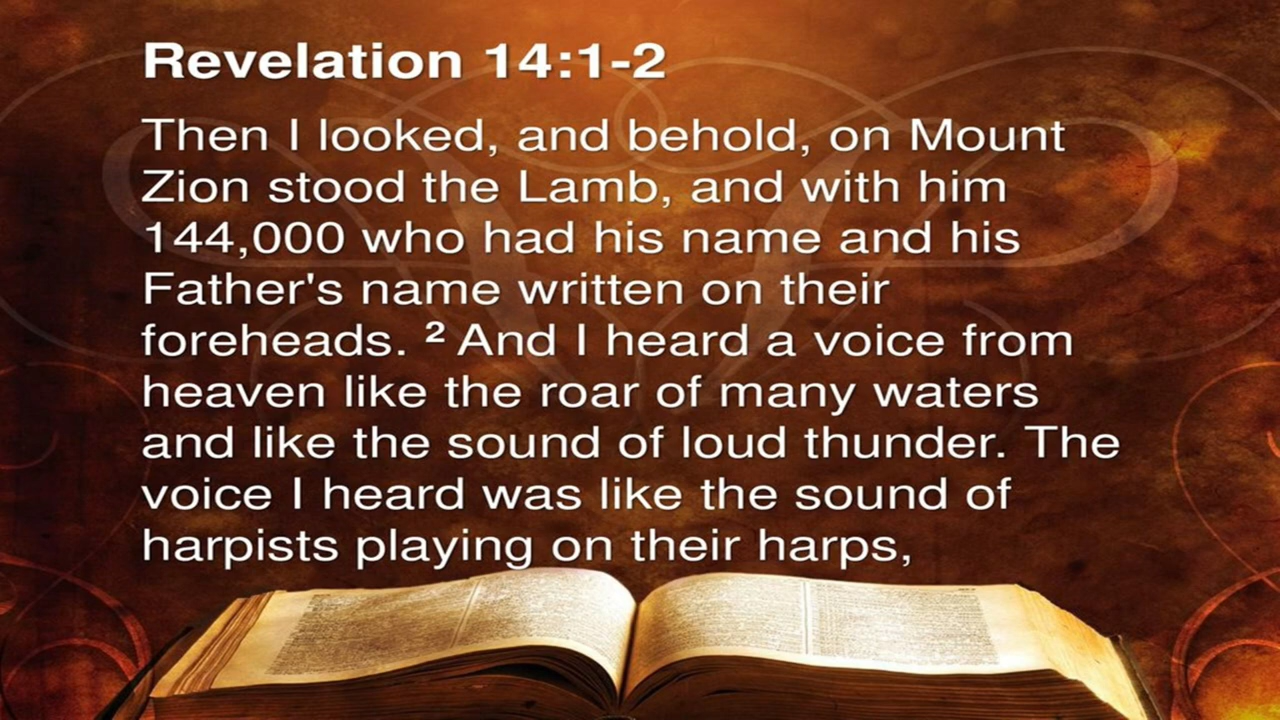 Revelation 14:1-2
Then I looked, and behold, on Mount
Zion stood the Lamb, and with him
144,000 who had his name and his
Father's name written on their
foreheads. ² And I heard a voice from
heaven like the roar of many waters
and like the sound of loud thunder. The
voice I heard was like the sound of
harpists playing on their harps,